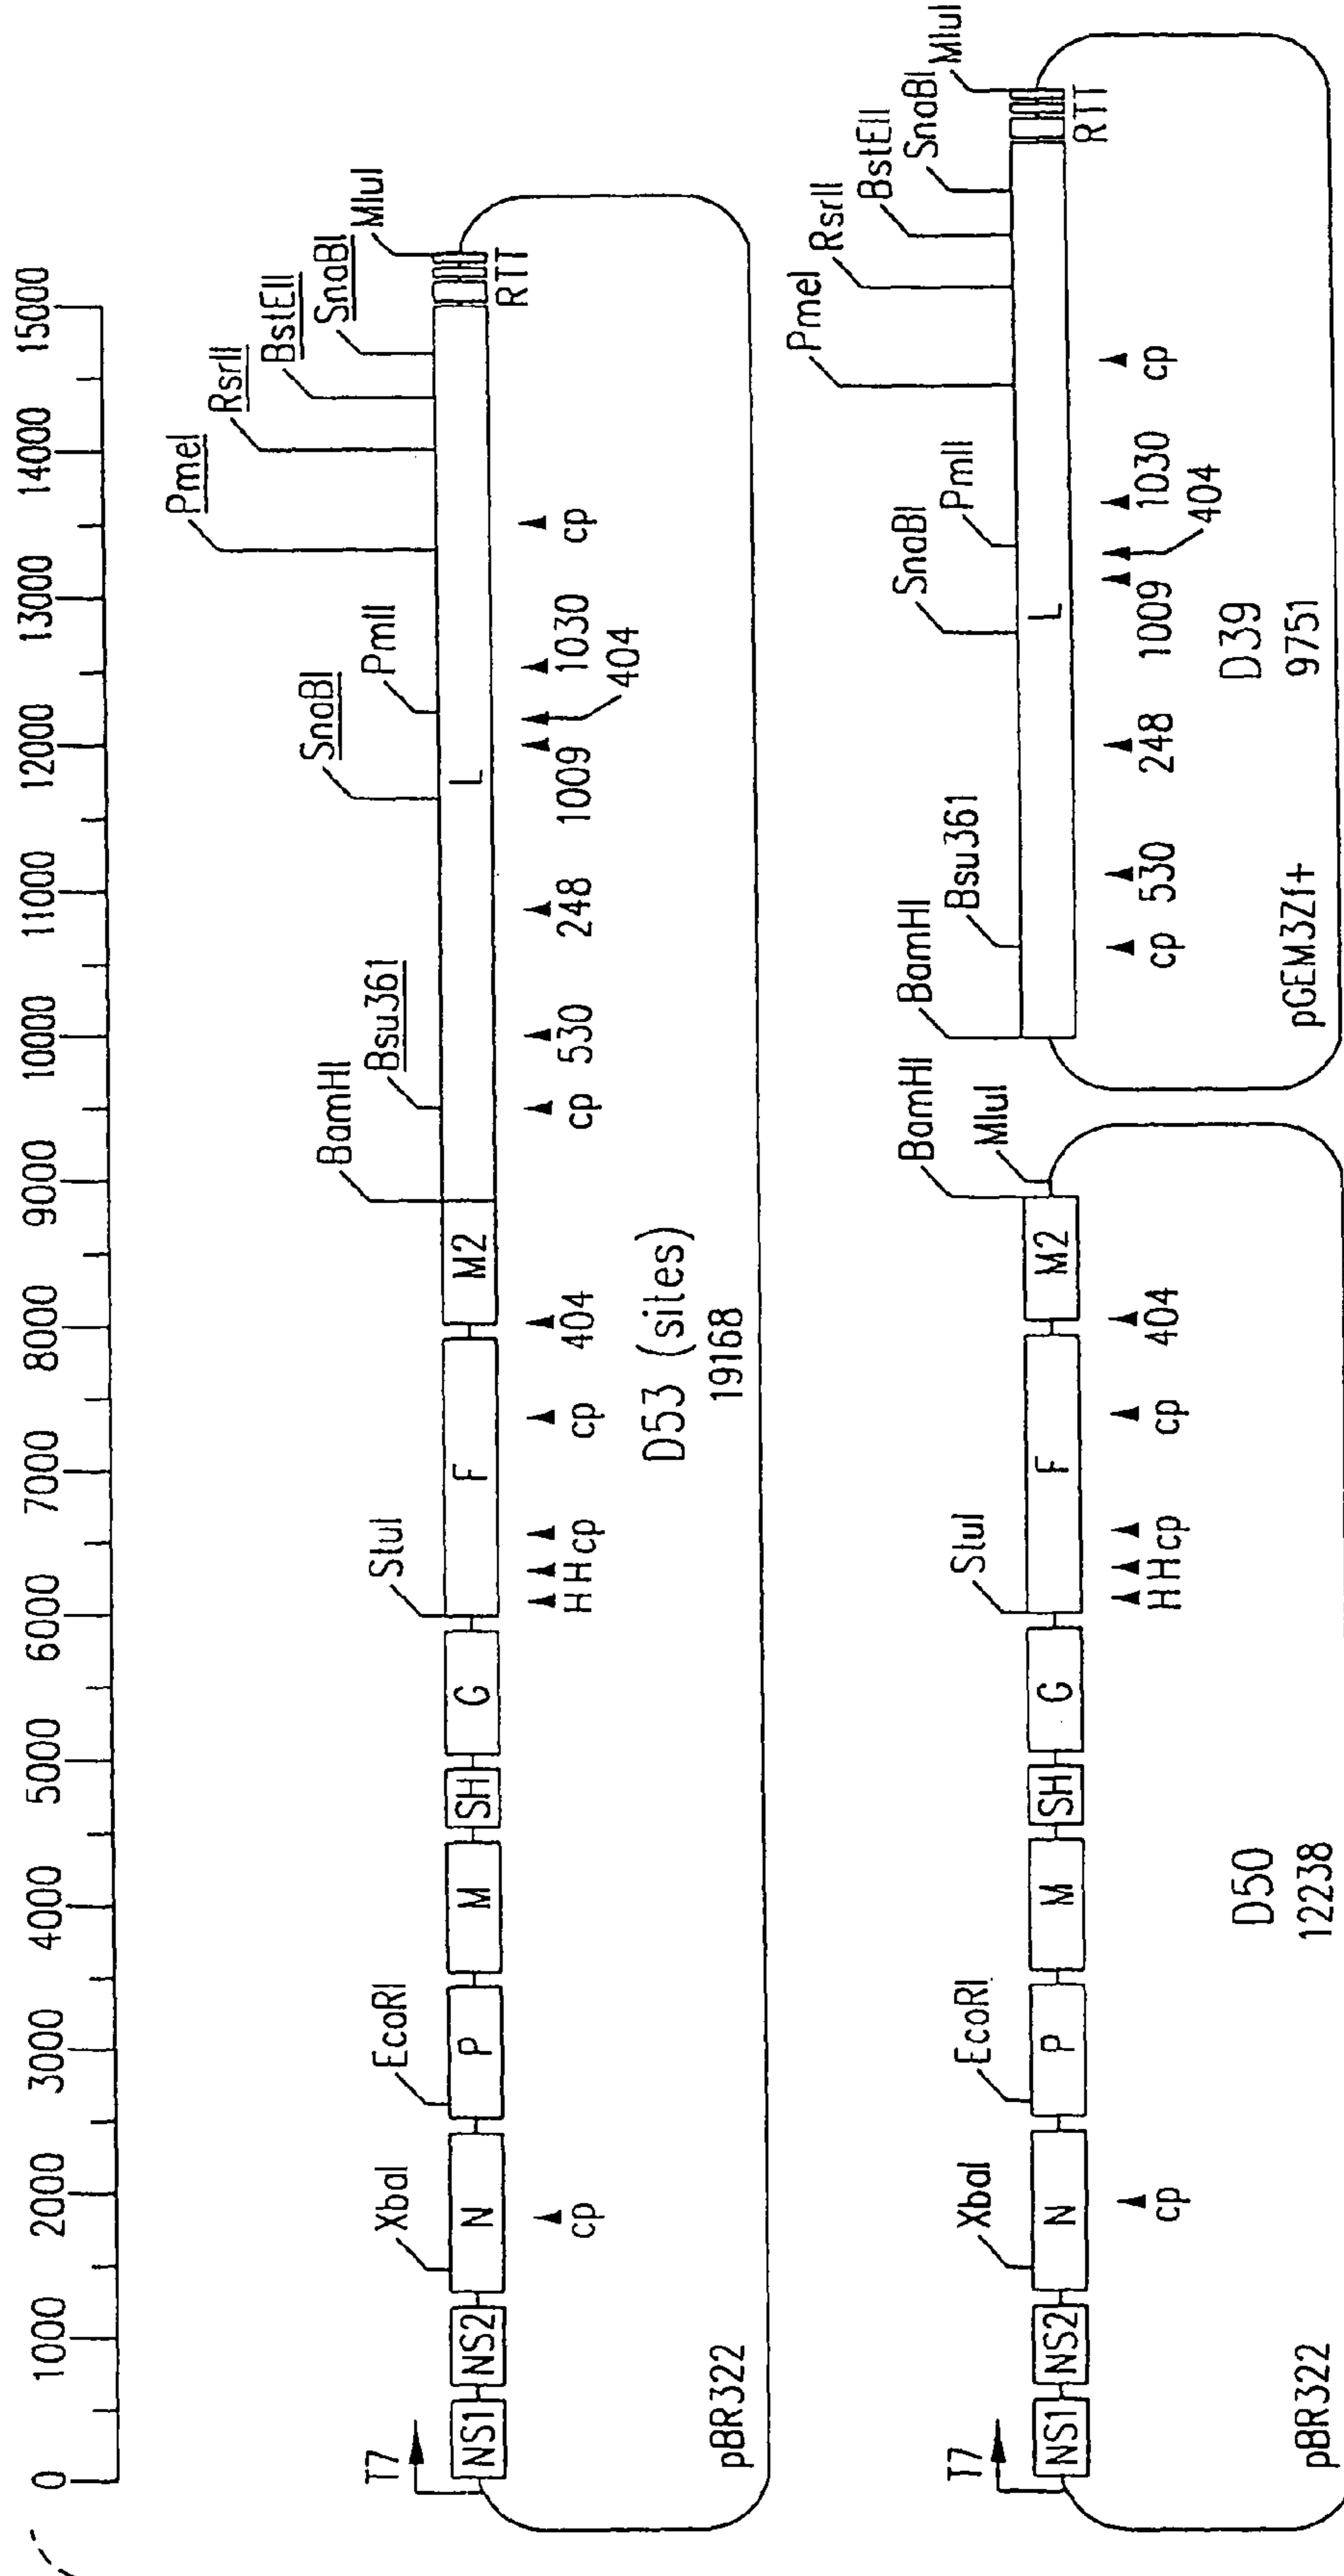 0 1000 2000 3000 4000 5000 6000 7000 8000 9000 10000 11000 12000 13000 14000 15000
PmeI
RsrII
BstEII
SnaBI
MluI
SnaBI
PmlI
BamHI
Bsu36I
XbaI
EcoRI
StuI
T7
NS1 NS2 N P M SH G F M2 L
RTT
cp HHcp cp 404 cp 530 248 1009 1030 cp
404
D53 (sites)
19168
pBR322
PmeI
RsrII
BstEII
SnaBI
MluI
SnaBI
PmlI
BamHI
MluI
BamHI
Bsu36I
XbaI
EcoRI
StuI
T7
NS1 NS2 N P M SH G F M2 L
RTT
cp HHcp cp 404 cp 530 248 1009 1030 cp
404
D50
12238
D39
9751
pBR322
pGEM3Zf+